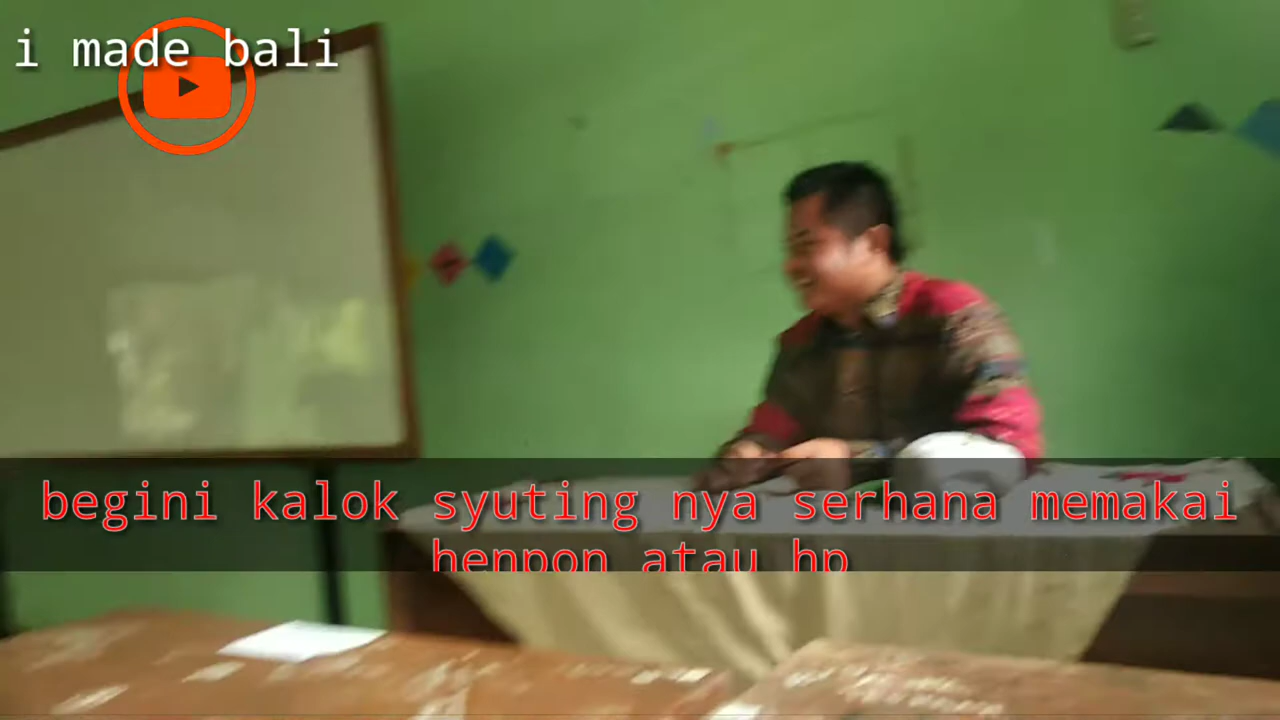 i made bali
begini kalok syuting nya serhana memakai
henpon atau hp